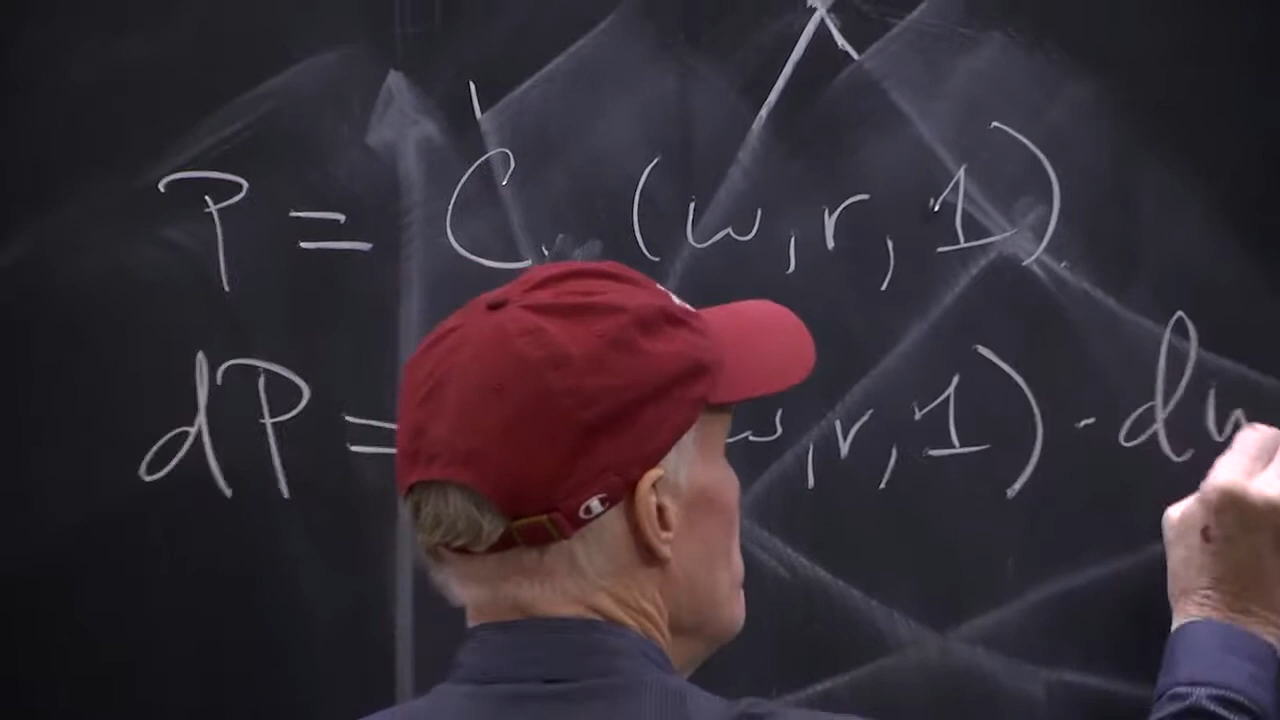 P = C (w, r, 1)
dP = w, r, 1) · dw